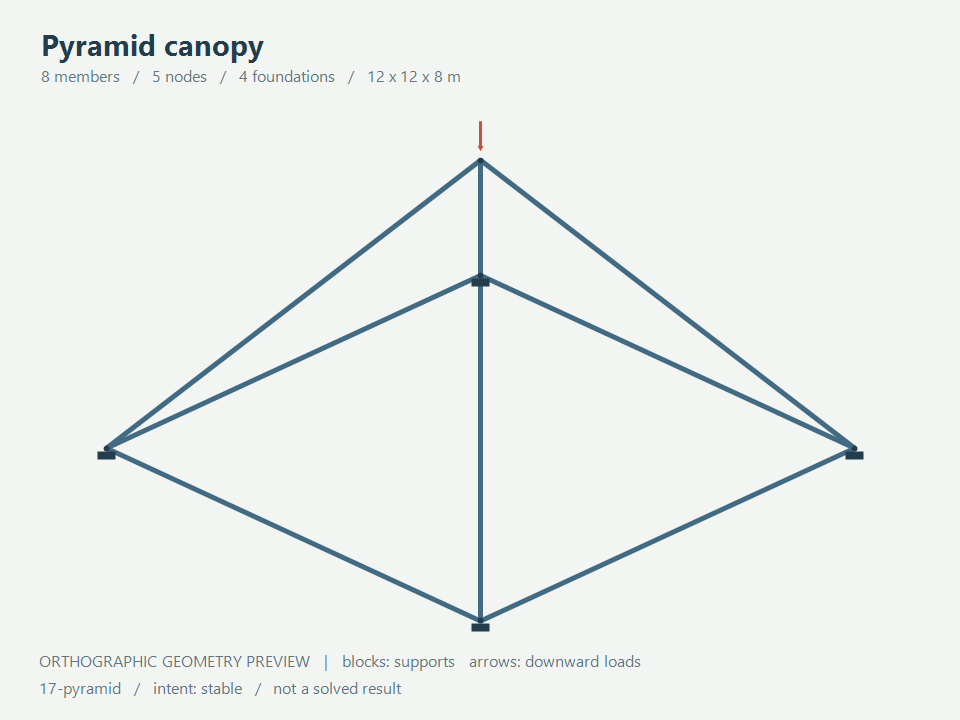 Pyramid canopy
8 members / 5 nodes / 4 foundations / 12 x 12 x 8 m
ORTHOGRAPHIC GEOMETRY PREVIEW | blocks: supports arrows: downward loads
17-pyramid / intent: stable / not a solved result